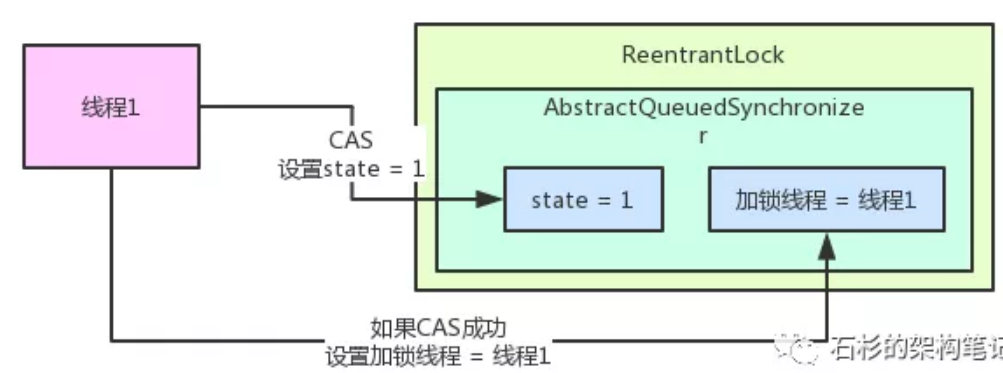 ReentrantLock
线程1
AbstractQueuedSynchronize
r
CAS
设置state = 1
state = 1
加锁线程 = 线程1
如果CAS成功
设置加锁线程 = 线程1
石杉的架构笔记